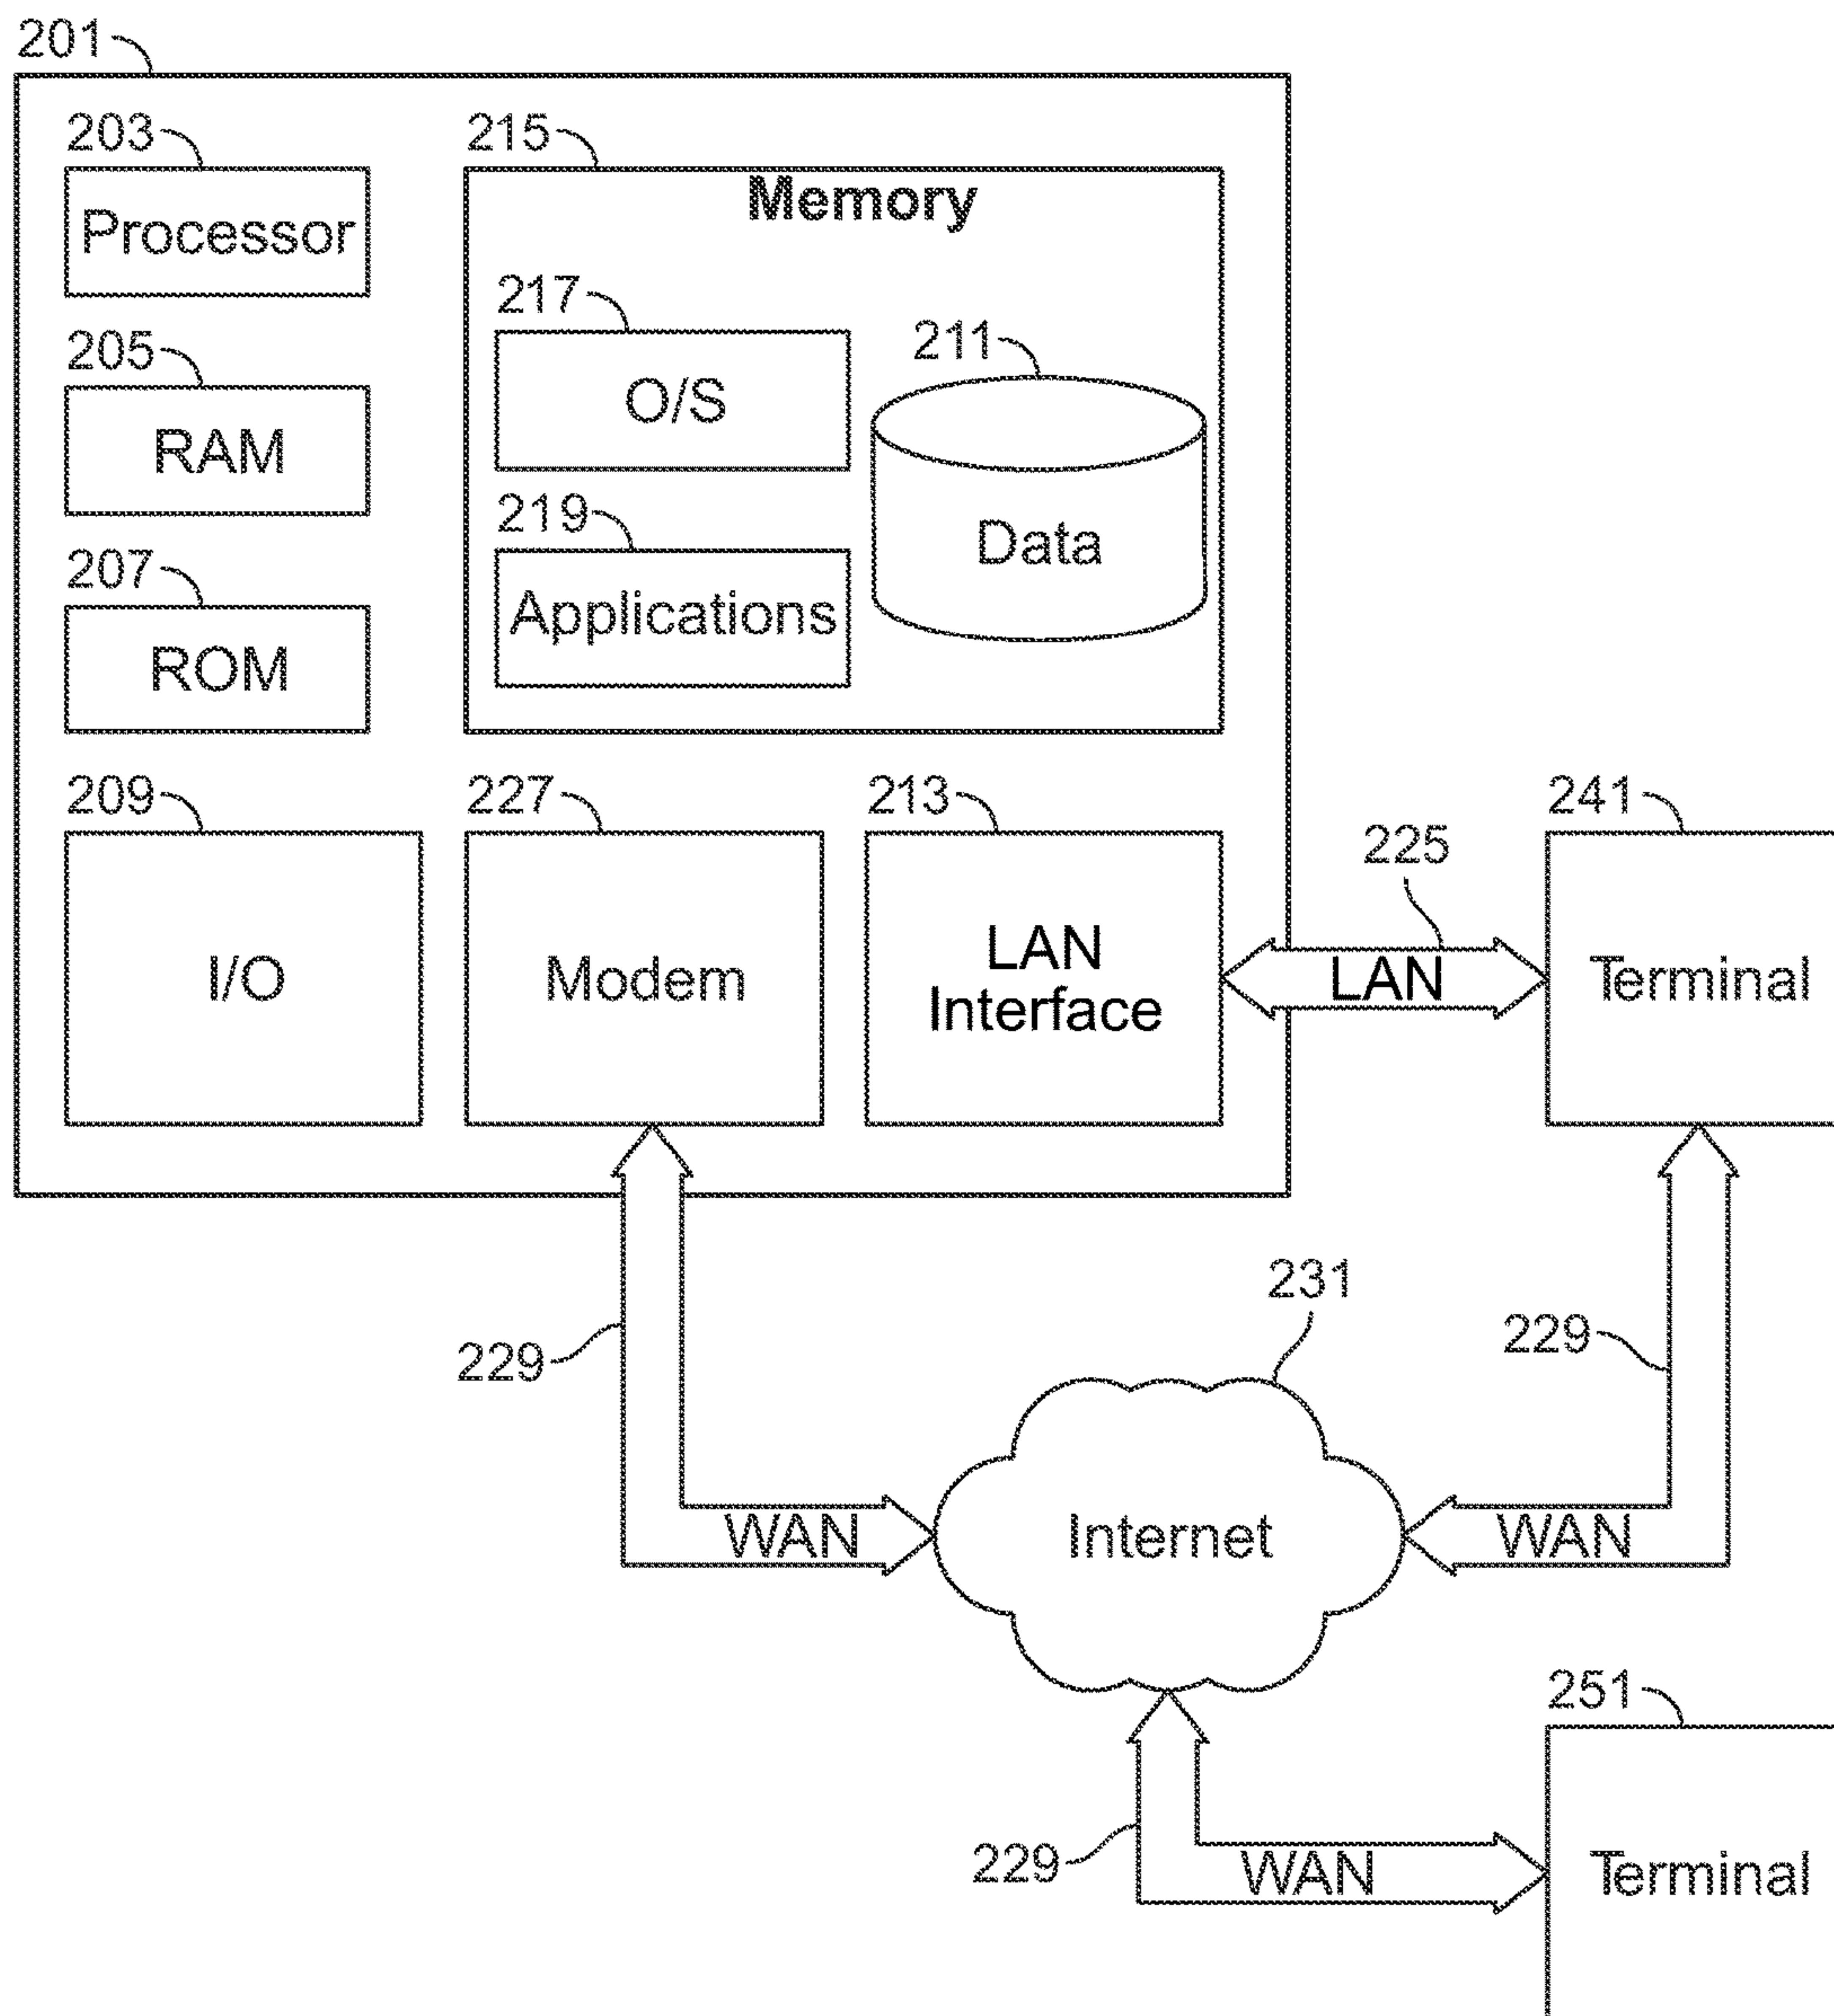 201
203
Processor
205
RAM
207
ROM
215
Memory
217
O/S
211
Data
219
Applications
209
I/O
227
Modem
213
LAN
Interface
225
LAN
241
Terminal
229
WAN
231
Internet
229
WAN
229
WAN
251
Terminal